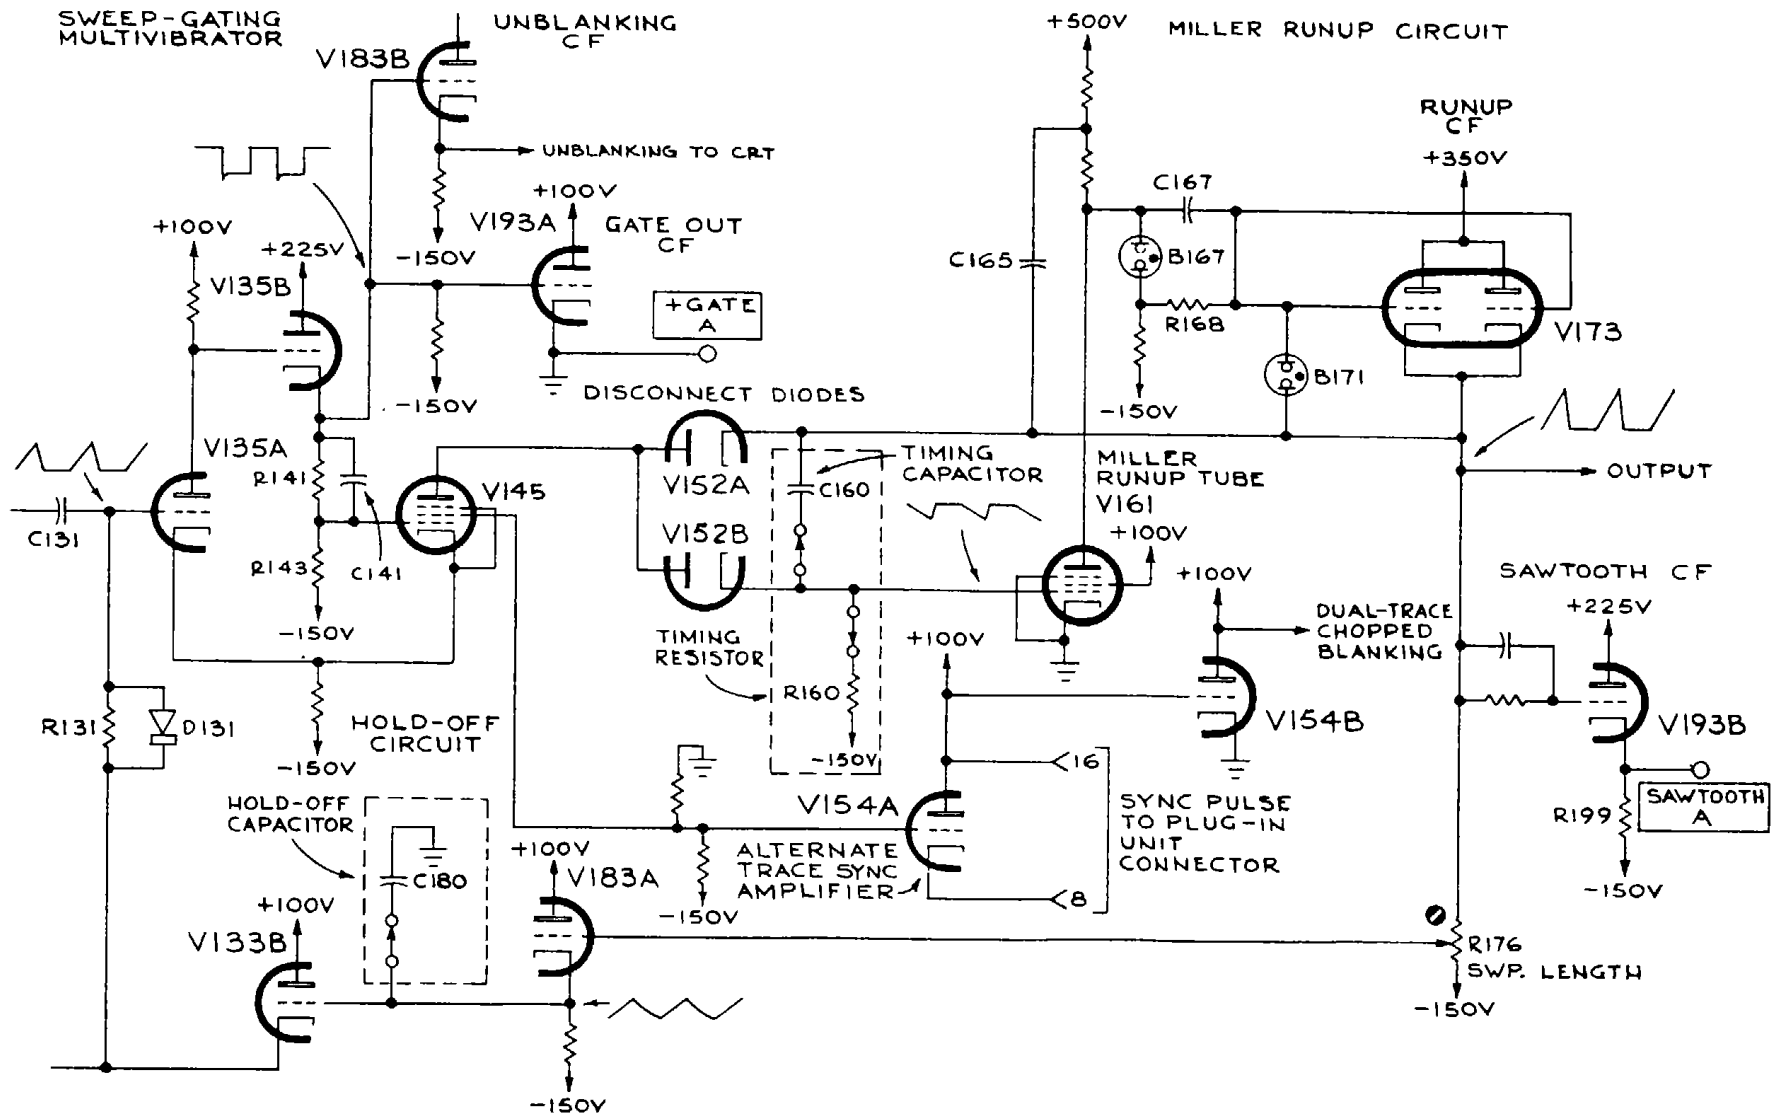 SWEEP-GATING
MULTIVIBRATOR
UNBLANKING
CF
V183B
+500V
MILLER RUNUP CIRCUIT
RUNUP
CF
+350V
UNBLANKING TO CRT
+100V
V193A
GATE OUT
CF
-150V
C167
+100V
+225V
V135B
C165
B167
+GATE
A
R168
V173
B171
-150V
-150V
DISCONNECT DIODES
V135A
R141
V145
V152A
TIMING
CAPACITOR
C160
MILLER
RUNUP TUBE
V161
+100V
OUTPUT
C131
V152B
R143
C141
-150V
+100V
SAWTOOTH CF
+225V
TIMING
RESISTOR
R160
-150V
+100V
DUAL-TRACE
CHOPPED
BLANKING
V154B
V193B
R131
D131
HOLD-OFF
CIRCUIT
-150V
16
V154A
SYNC PULSE
TO PLUG-IN
UNIT
CONNECTOR
8
R199
SAWTOOTH
A
-150V
HOLD-OFF
CAPACITOR
C180
+100V
V183A
ALTERNATE
TRACE SYNC
AMPLIFIER
-150V
+100V
V133B
R176
SWP. LENGTH
-150V
-150V